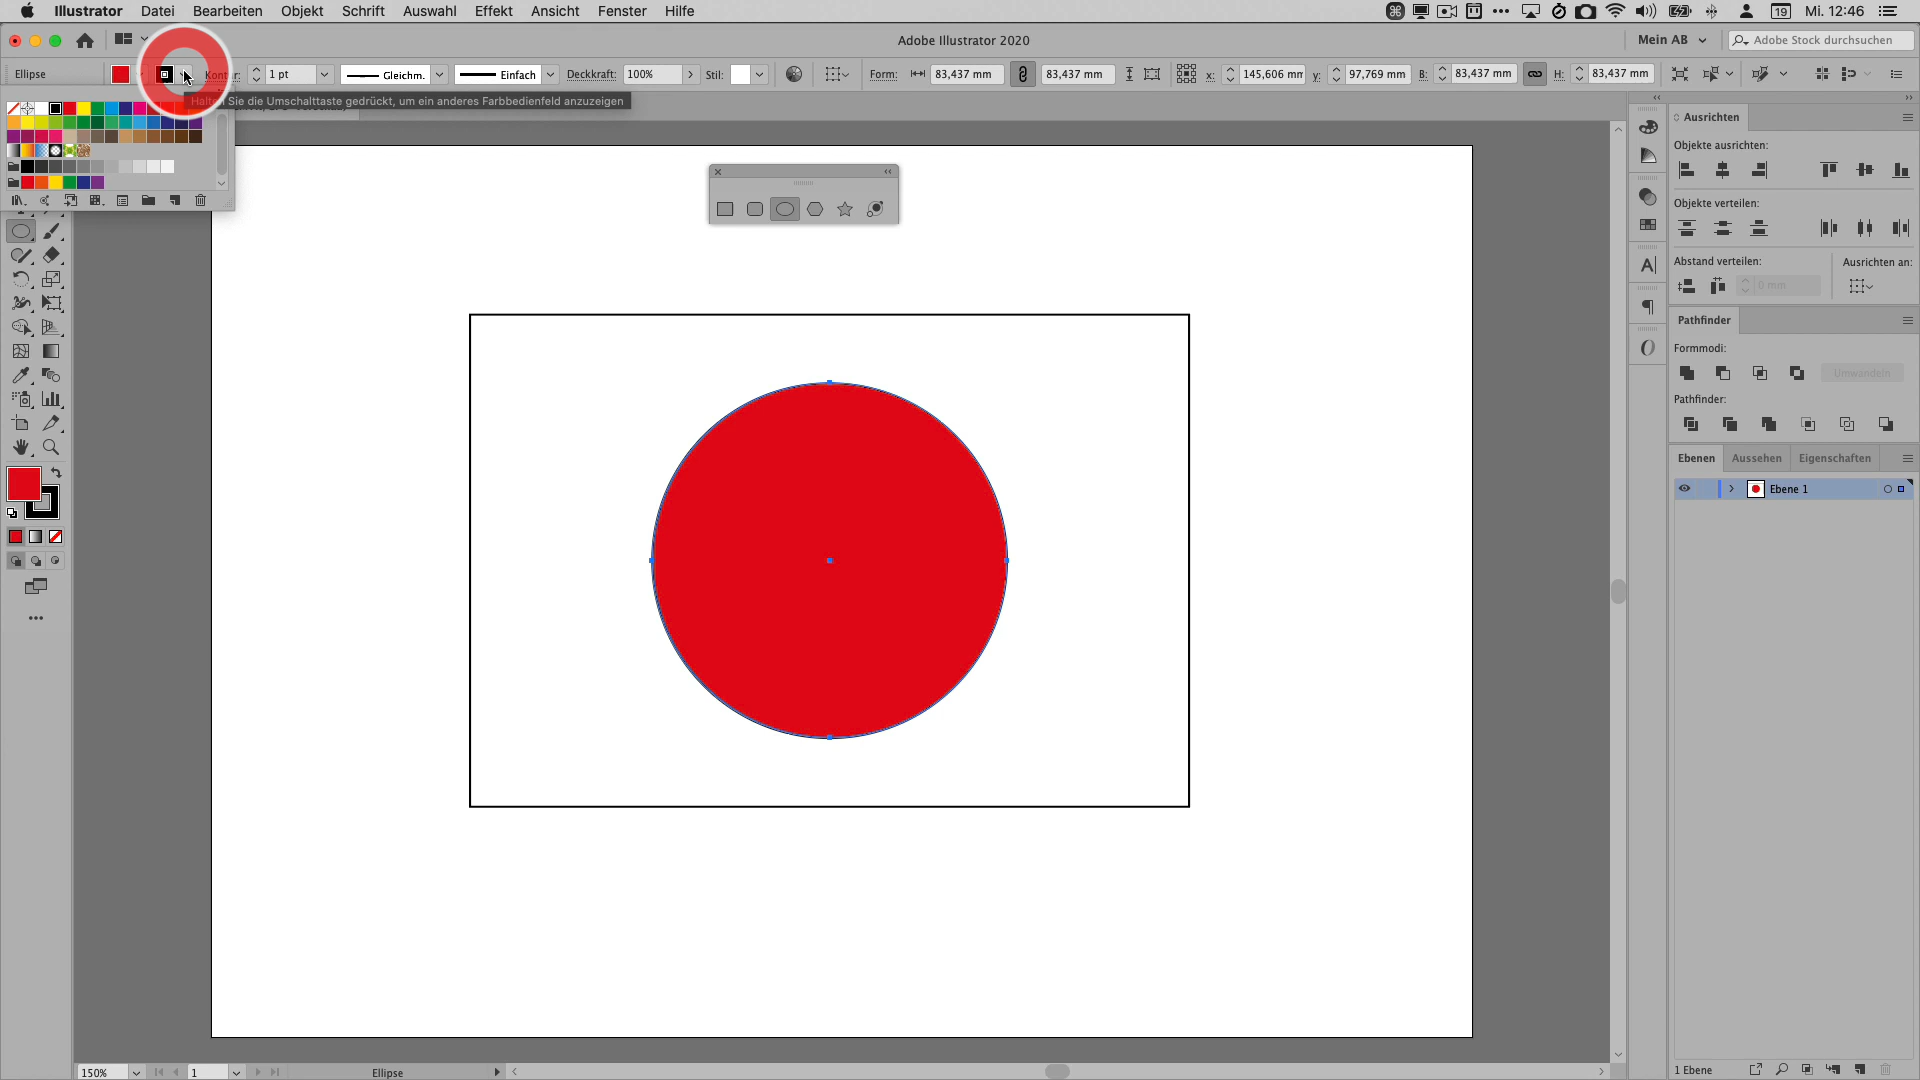 Illustrator Datei Bearbeiten Objekt Schrift Auswahl Effekt Ansicht Fenster Hilfe 19 Mi. 12:46
Adobe Illustrator 2020 Mein AB Adobe Stock durchsuchen
Ellipse Kontur: 1 pt Gleichm. Einfach Deckkraft: 100% Stil: Form: 83,437 mm 83,437 mm x: 145,606 mm y: 97,769 mm B: 83,437 mm H: 83,437 mm
Sie die Umschalttaste gedrückt, um ein anderes Farbbedienfeld anzuzeigen
Ausrichten
Objekte ausrichten:
Objekte verteilen:
Abstand verteilen: Ausrichten an:
0 mm
Pathfinder
Formmodi:
Umwandeln
Pathfinder:
Ebenen Aussehen Eigenschaften
Ebene 1
150% 1 Ellipse 1 Ebene